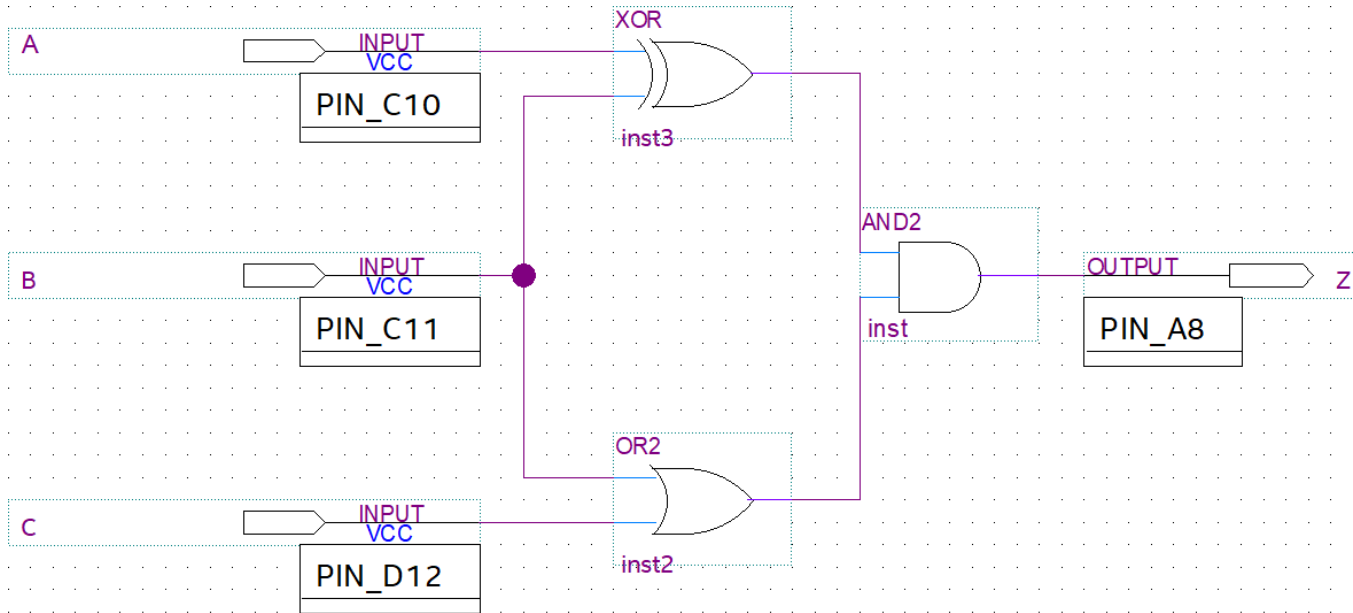 XOR
A
INPUT
VCC
PIN_C10
inst3
AND2
B
INPUT
VCC
PIN_C11
inst
OUTPUT
Z
PIN_A8
OR2
C
INPUT
VCC
PIN_D12
inst2